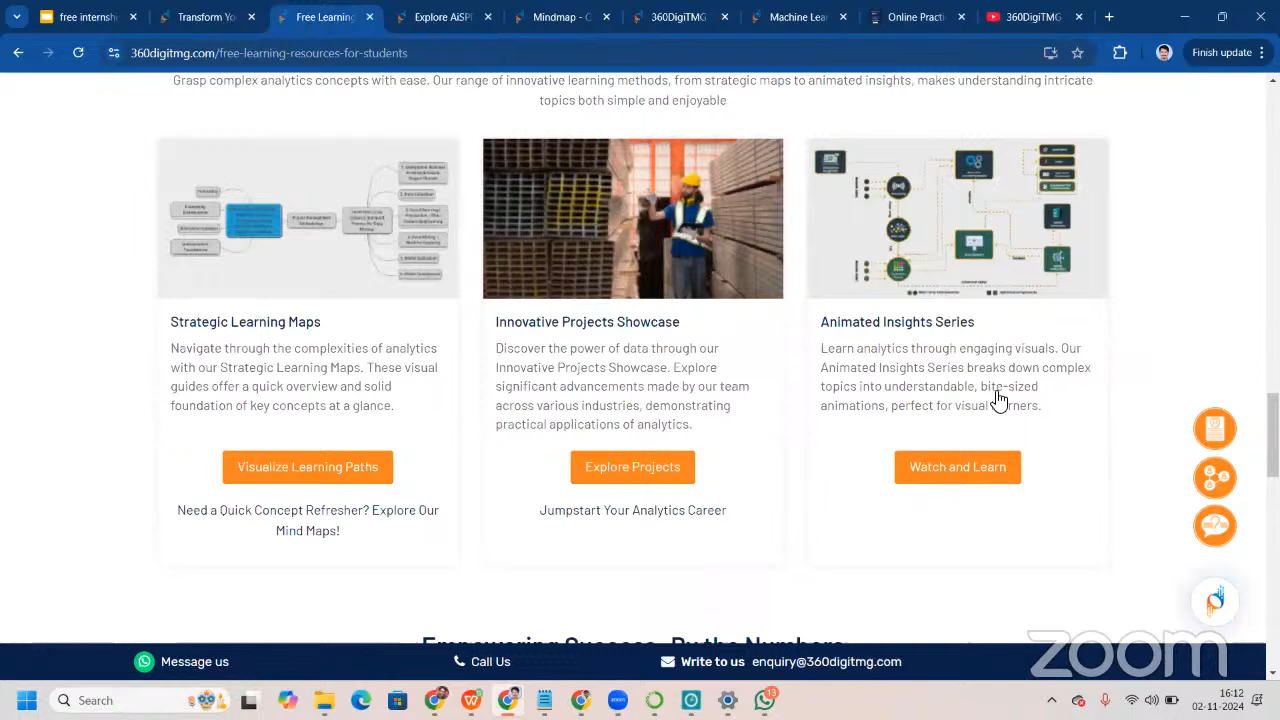 free internsh
Transform Yo
Free Learning
Explore AiSPI
Mindmap - C
360DigiTMG
Machine Lea
Online Practi
360DigiTMG
360digitmg.com/free-learning-resources-for-students
Finish update
Grasp complex analytics concepts with ease. Our range of innovative learning methods, from strategic maps to animated insights, makes understanding intricate
topics both simple and enjoyable
Strategic Learning Maps
Navigate through the complexities of analytics
with our Strategic Learning Maps. These visual
guides offer a quick overview and solid
foundation of key concepts at a glance.
Visualize Learning Paths
Need a Quick Concept Refresher? Explore Our
Mind Maps!
Innovative Projects Showcase
Discover the power of data through our
Innovative Projects Showcase. Explore
significant advancements made by our team
across various industries, demonstrating
practical applications of analytics.
Explore Projects
Jumpstart Your Analytics Career
Animated Insights Series
Learn analytics through engaging visuals. Our
Animated Insights Series breaks down complex
topics into understandable, bite-sized
animations, perfect for visual
Watch and Learn
Empowering Success, By the Numbers
Message us
Call Us
Write to us enquiry@360digitmg.com
zoom
Search
13
16:12
02-11-2024